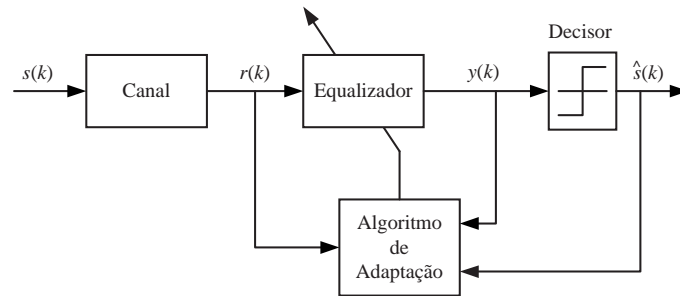 Decisor
s(k)
Canal
r(k)
Equalizador
y(k)
ŝ(k)
Algoritmo
de
Adaptação